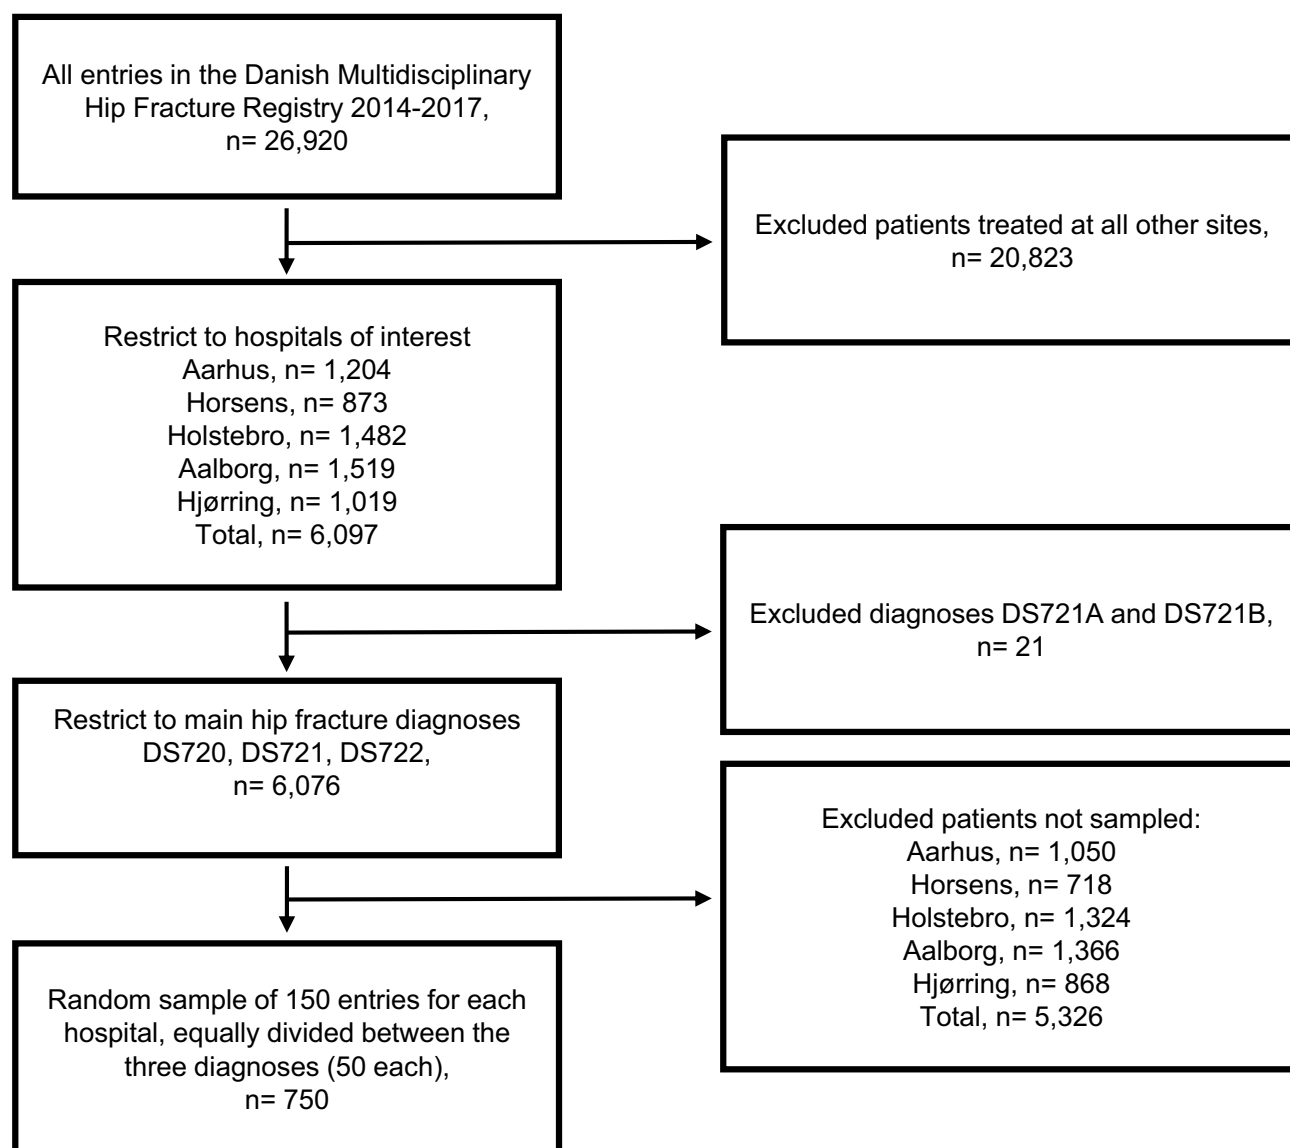 All entries in the Danish Multidisciplinary
Hip Fracture Registry 2014-2017,
n= 26,920
Excluded patients treated at all other sites,
n= 20,823
Restrict to hospitals of interest
Aarhus, n= 1,204
Horsens, n= 873
Holstebro, n= 1,482
Aalborg, n= 1,519
Hjørring, n= 1,019
Total, n= 6,097
Excluded diagnoses DS721A and DS721B,
n= 21
Restrict to main hip fracture diagnoses
DS720, DS721, DS722,
n= 6,076
Excluded patients not sampled:
Aarhus, n= 1,050
Horsens, n= 718
Holstebro, n= 1,324
Aalborg, n= 1,366
Hjørring, n= 868
Total, n= 5,326
Random sample of 150 entries for each
hospital, equally divided between the
three diagnoses (50 each),
n= 750